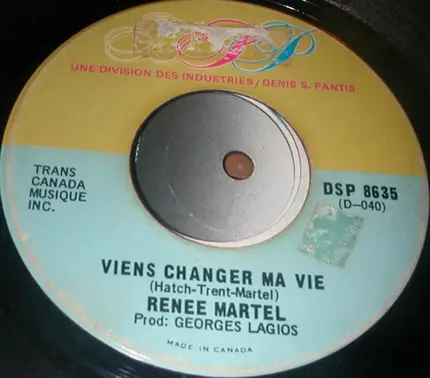 UNE DIVISION DES INDUSTRIES/DENIS S. PANTIS
TRANS
CANADA
MUSIQUE
INC.
DSP 8635
(D-040)
VIENS CHANGER MA VIE
(Hatch-Trent-Martel)
RENEE MARTEL
Prod: GEORGES LAGIOS
MADE IN CANADA